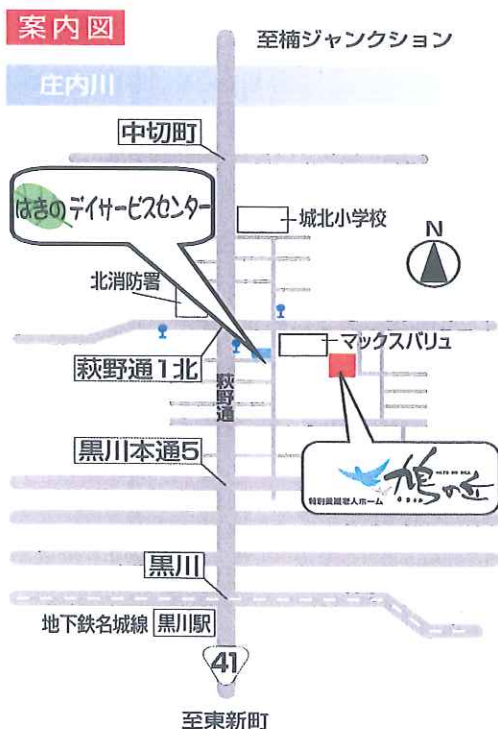 案内図
至楠ジャンクション
庄内川
中切町
はぎのデイサービスセンター
城北小学校
N
北消防署
マックスバリュ
萩野通1北
萩野通
黒川本通5
特別養護老人ホーム
鳩の丘
HATO NO OKA
黒川
地下鉄名城線 黒川駅
41
至東新町